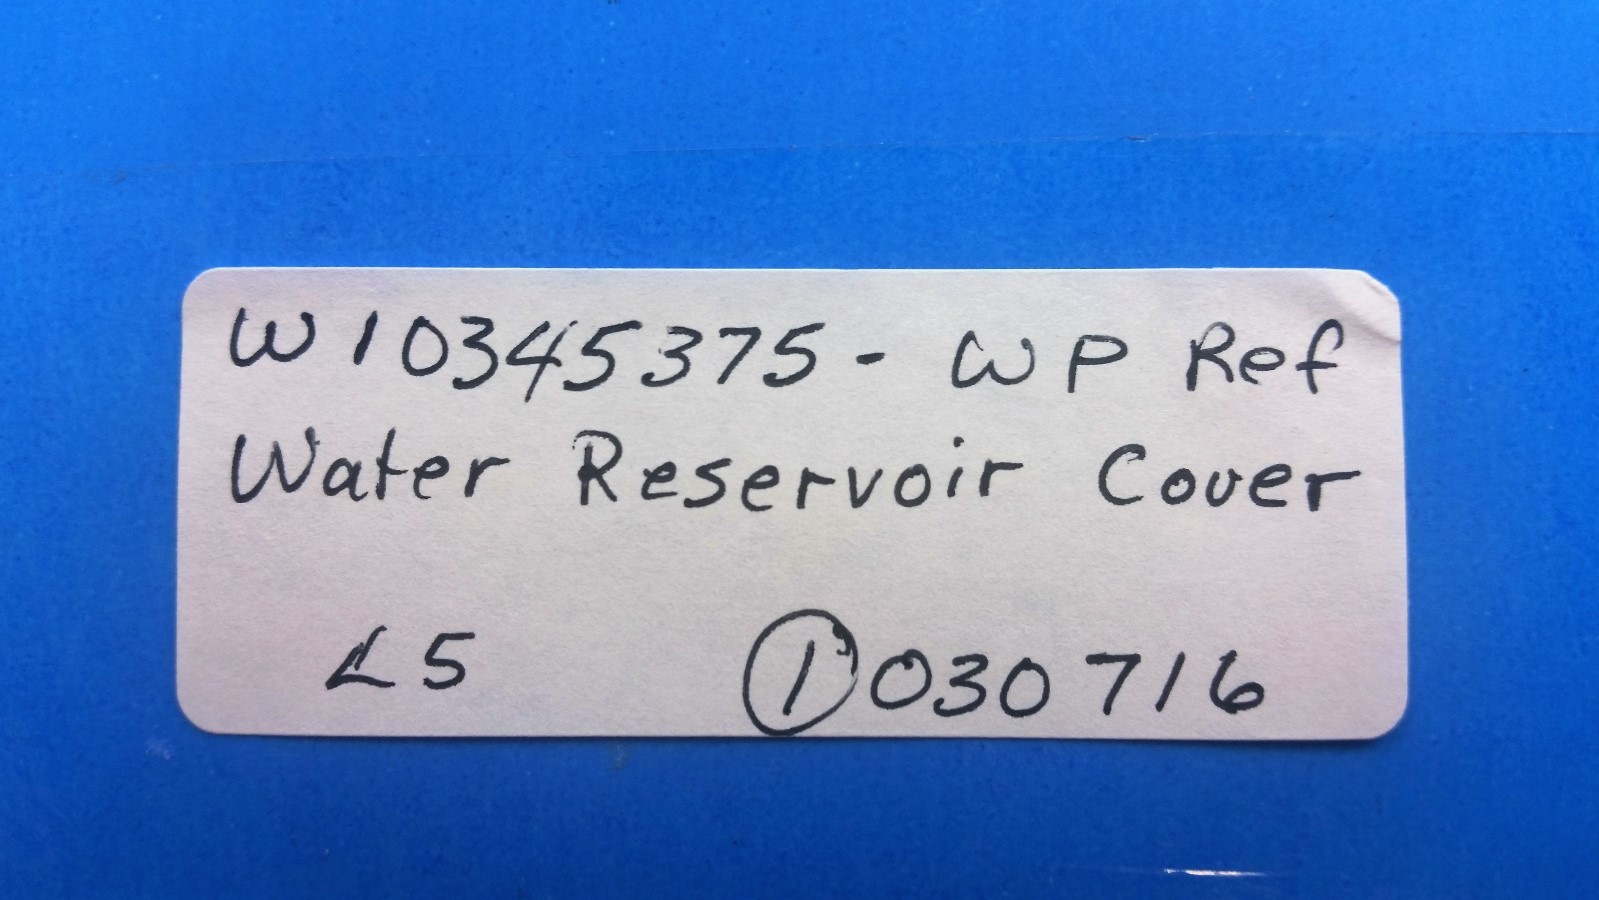 W10345375 - WP Ref
Water Reservoir Cover
L5 1 030716